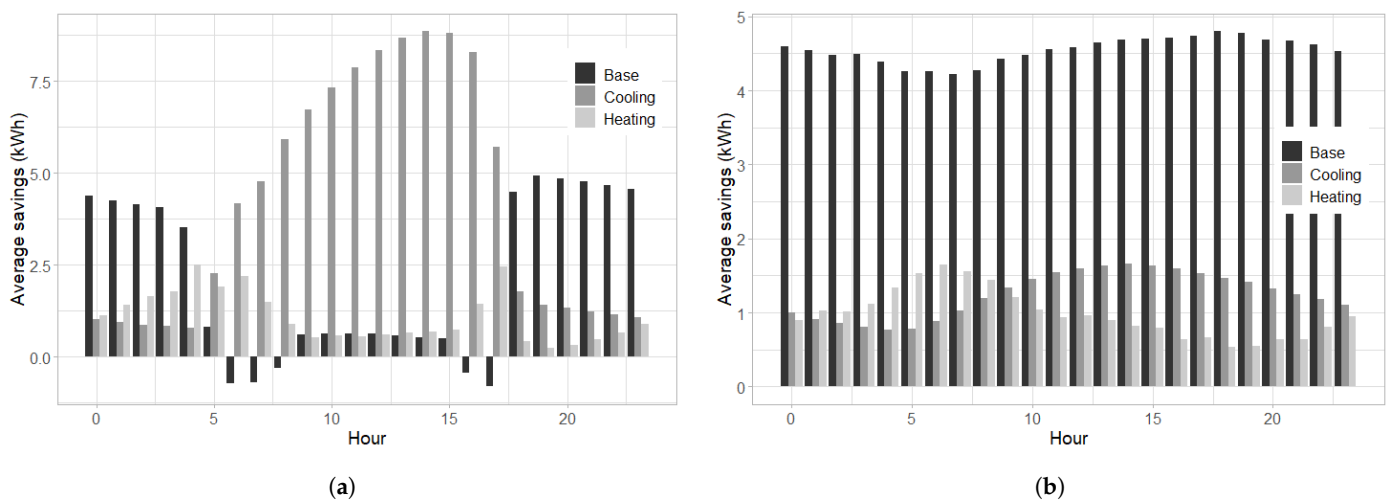 7.5
5.0
2.5
0.0
Average savings (kWh)
Base
Cooling
Heating
0 5 10 15 20
Hour
(a)
5
4
3
2
1
0
Average savings (kWh)
Base
Cooling
Heating
0 5 10 15 20
Hour
(b)